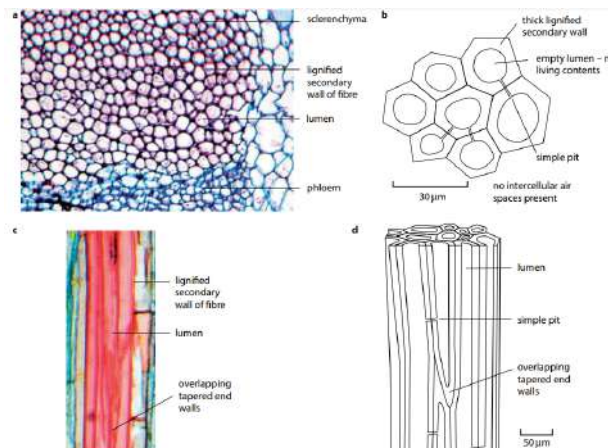 a
sclerenchyma
lignified
secondary
wall of fibre
lumen
phloem
b
thick lignified
secondary wall
empty lumen – n
living contents
simple pit
30 µm
no intercellular air
spaces present
c
lignified
secondary
wall of fibre
lumen
overlapping
tapered end
walls
d
lumen
simple pit
overlapping
tapered end
walls
50 µm